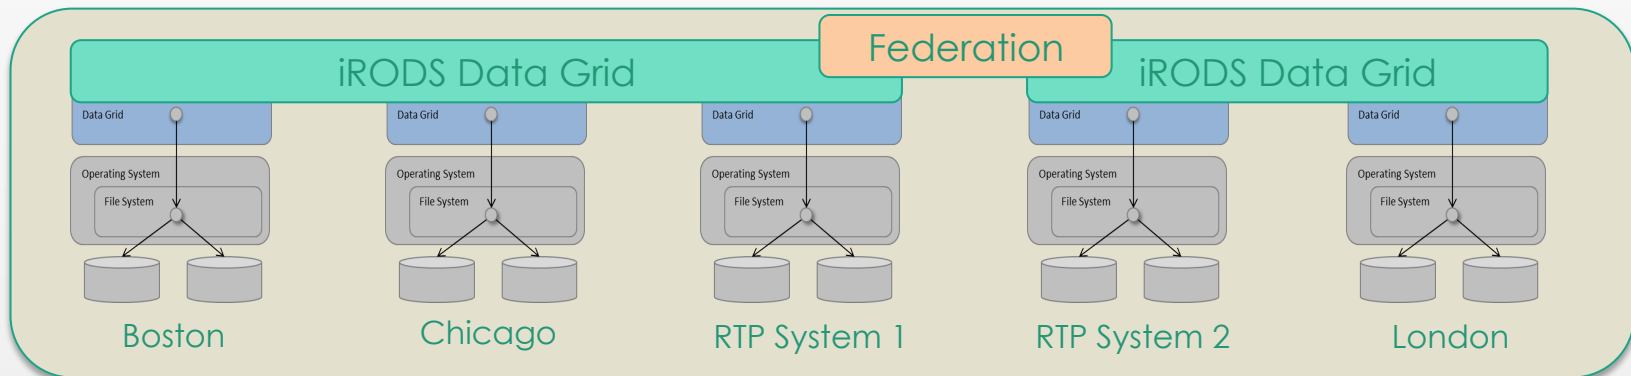 Federation
iRODS Data Grid
iRODS Data Grid
Data Grid
Data Grid
Data Grid
Data Grid
Data Grid
Operating System
Operating System
Operating System
Operating System
Operating System
File System
File System
File System
File System
File System
Boston
Chicago
RTP System 1
RTP System 2
London